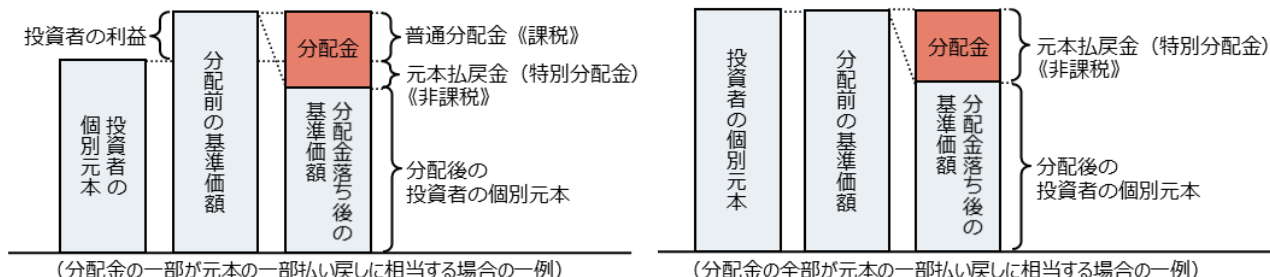 投資者の利益
投資者の
個別元本
分配前の基準価額
分配金
分配金落ち後の
基準価額
普通分配金《課税》
元本払戻金（特別分配金）
《非課税》
分配後の
投資者の個別元本
（分配金の一部が元本の一部払い戻しに相当する場合の一例）
投資者の個別元本
分配前の基準価額
分配金
分配金落ち後の
基準価額
元本払戻金（特別分配金）
《非課税》
分配後の
投資者の個別元本
（分配金の全部が元本の一部払い戻しに相当する場合の一例）